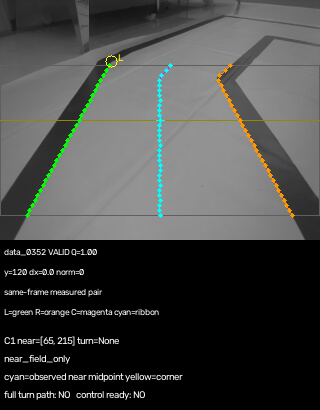 L
data_0352 VALID Q=1.00
y=120 dx=0.0 norm=0
same-frame measured pair
L=green R=orange C=magenta cyan=ribbon
C1 near=[65, 215] turn=None
near_field_only
cyan=observed near midpoint yellow=corner
full turn path: NO control ready: NO